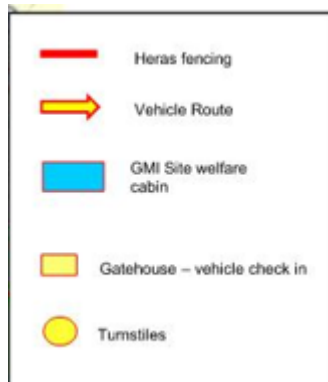 Heras fencing
Vehicle Route
GMI Site welfare
cabin
Gatehouse – vehicle check in
Turnstiles